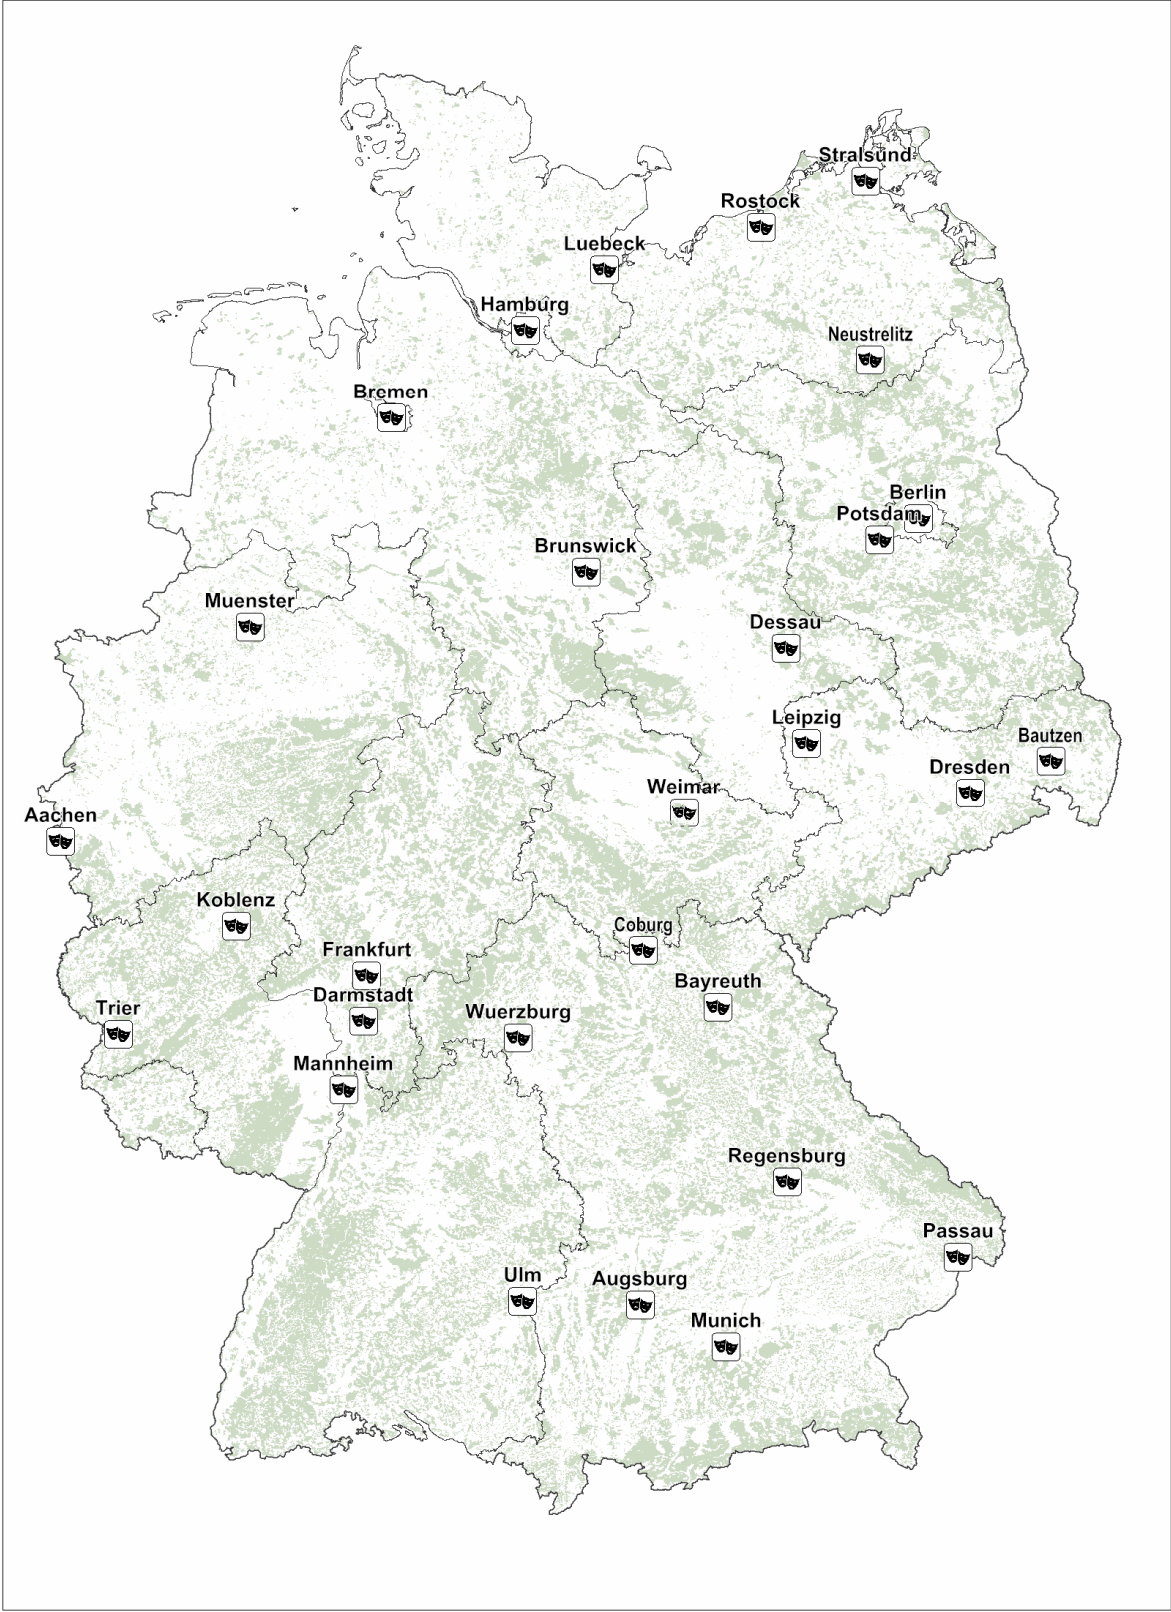 Stralsund
Rostock
Luebeck
Hamburg
Neustrelitz
Bremen
Berlin
Potsdam
Brunswick
Muenster
Dessau
Leipzig
Bautzen
Dresden
Weimar
Aachen
Koblenz
Coburg
Frankfurt
Bayreuth
Darmstadt
Trier
Wuerzburg
Mannheim
Regensburg
Passau
Ulm
Augsburg
Munich